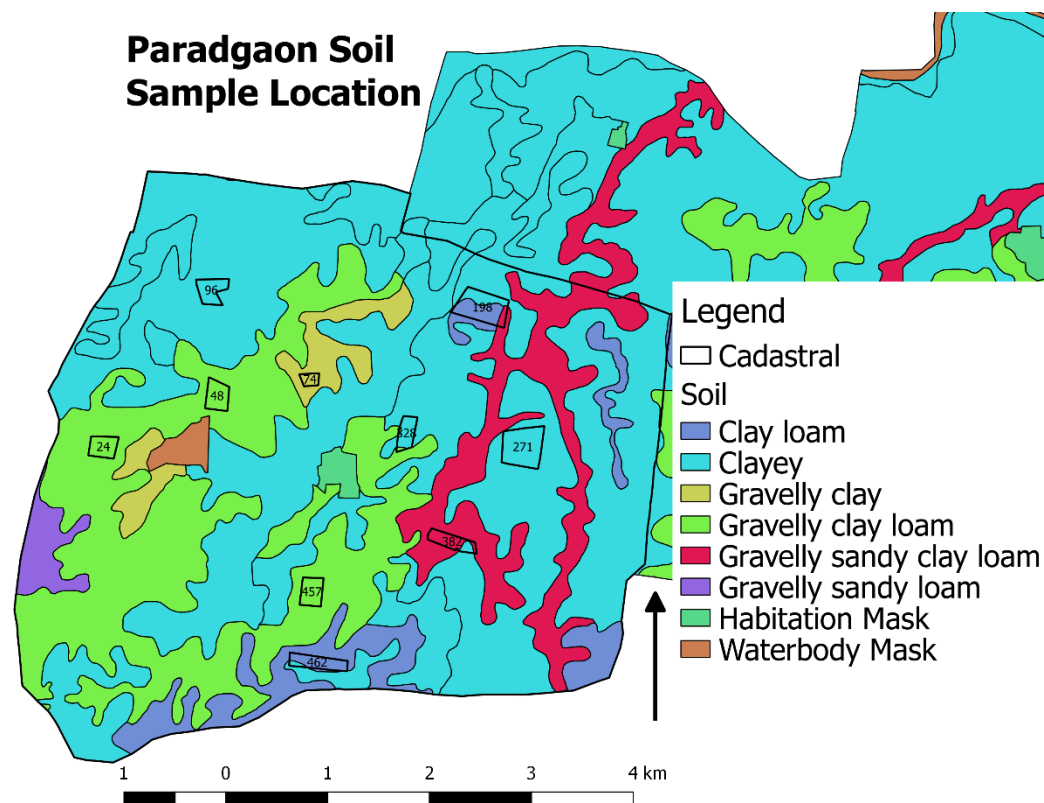 Paradgaon Soil
Sample Location
96
198
74
48
24
328
271
382
457
462
Legend
Cadastral
Soil
Clay loam
Clayey
Gravelly clay
Gravelly clay loam
Gravelly sandy clay loam
Gravelly sandy loam
Habitation Mask
Waterbody Mask
1 0 1 2 3 4 km